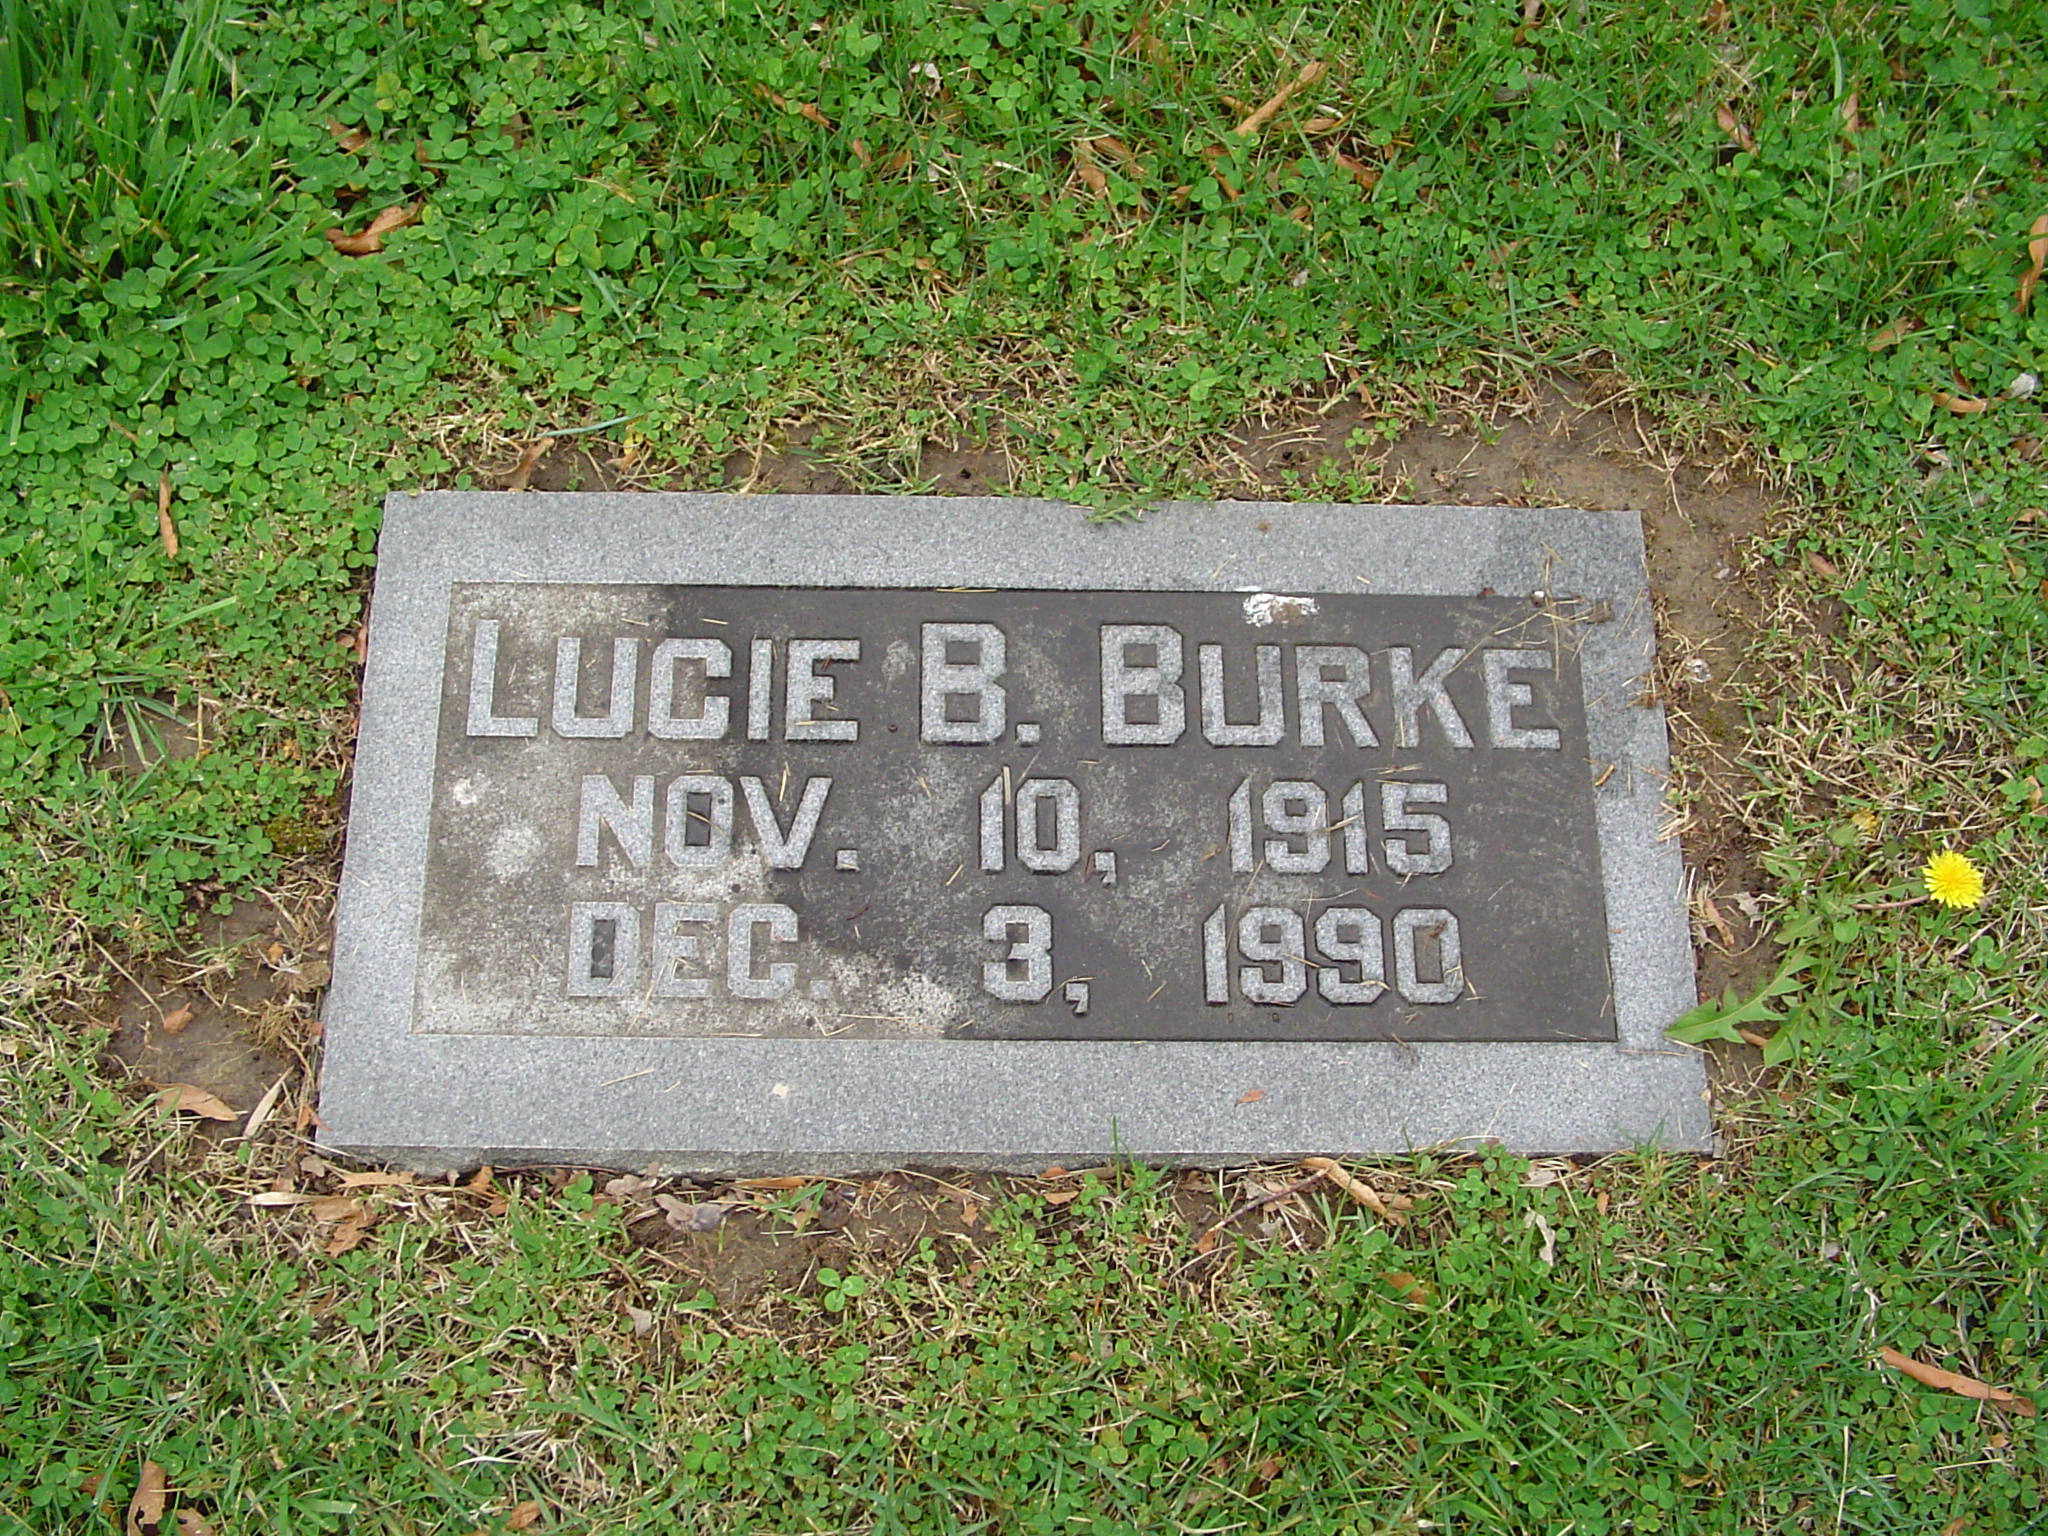 LUCIE B. BURKE
NOV. 10, 1915
DEC. 3, 1990